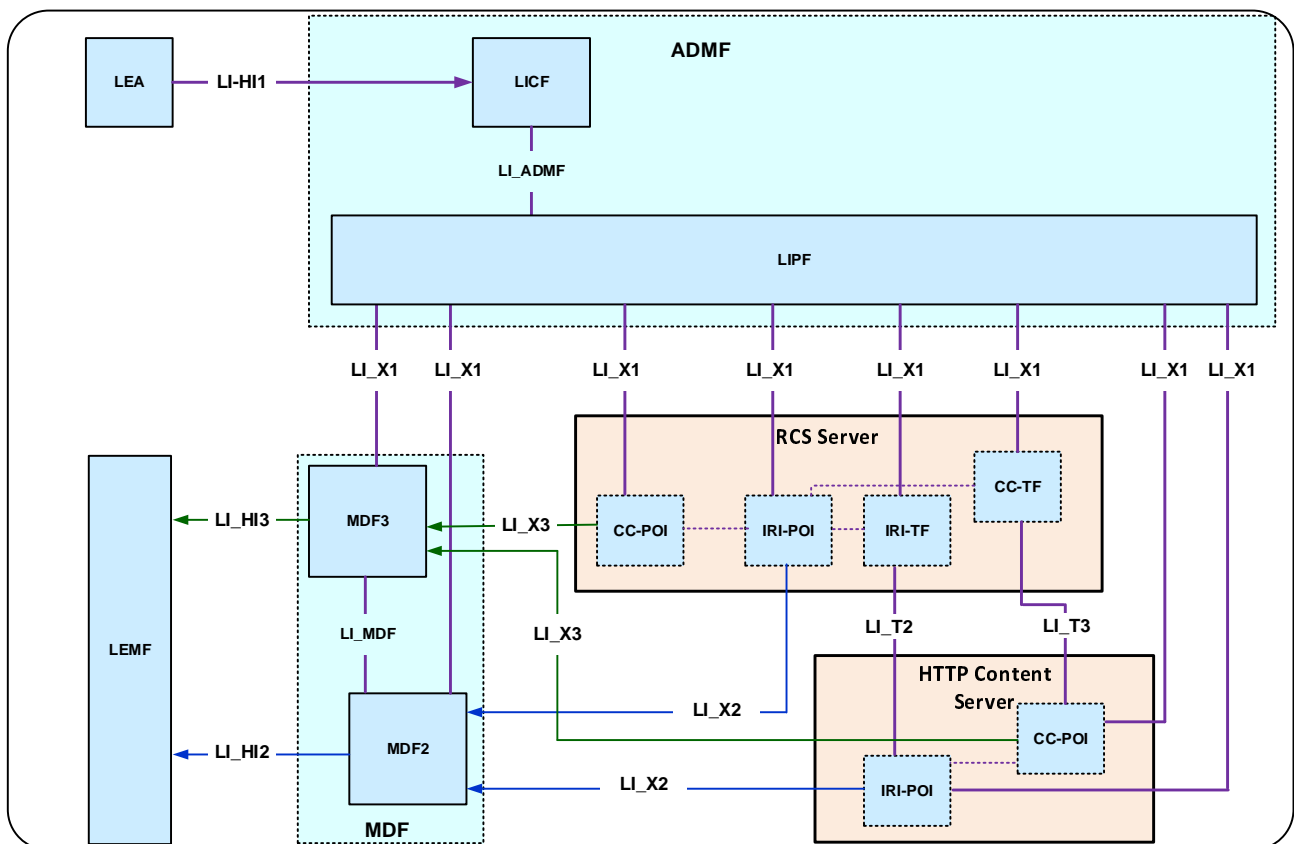 ADMF
LEA
LI-HI1
LICF
LI_ADMF
LIPF
LI_X1
LI_X1
LI_X1
LI_X1
LI_X1
LI_X1
LI_X1
LI_X1
RCS Server
CC-TF
MDF3
LI_HI3
LI_X3
CC-POI
IRI-POI
IRI-TF
LI_MDF
LI_X3
LI_T2
LI_T3
LEMF
HTTP Content
Server
LI_X2
MDF2
LI_HI2
CC-POI
LI_X2
IRI-POI
MDF